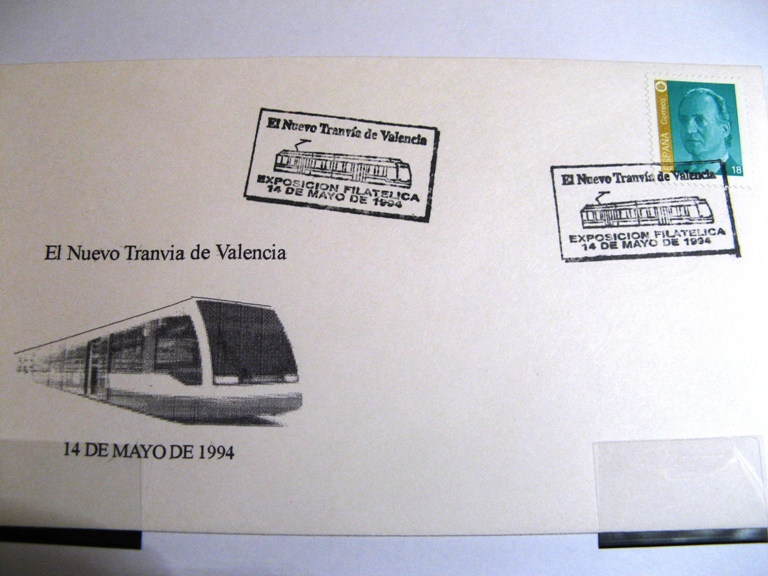 El Nuevo Tranvía de Valencia
EXPOSICION FILATELICA
14 DE MAYO DE 1994
ESPAÑA Correos
18
El Nuevo Tranvía de Valencia
EXPOSICION FILATELICA
14 DE MAYO DE 1994
El Nuevo Tranvia de Valencia
14 DE MAYO DE 1994